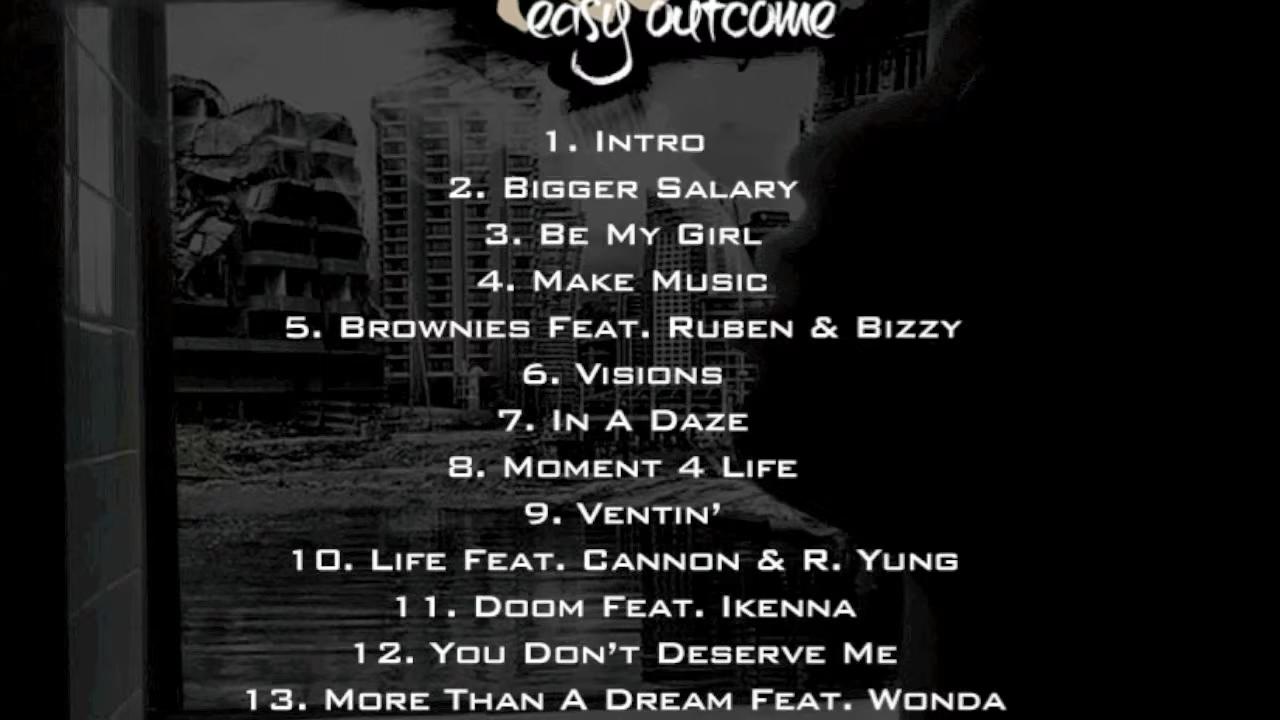 easy outcome
1. Intro
2. Bigger Salary
3. Be My Girl
4. Make Music
5. Brownies Feat. Ruben & Bizzy
6. Visions
7. In A Daze
8. Moment 4 Life
9. Ventin’
10. Life Feat. Cannon & R. Yung
11. Doom Feat. Ikenna
12. You Don’t Deserve Me
13. More Than A Dream Feat. Wonda